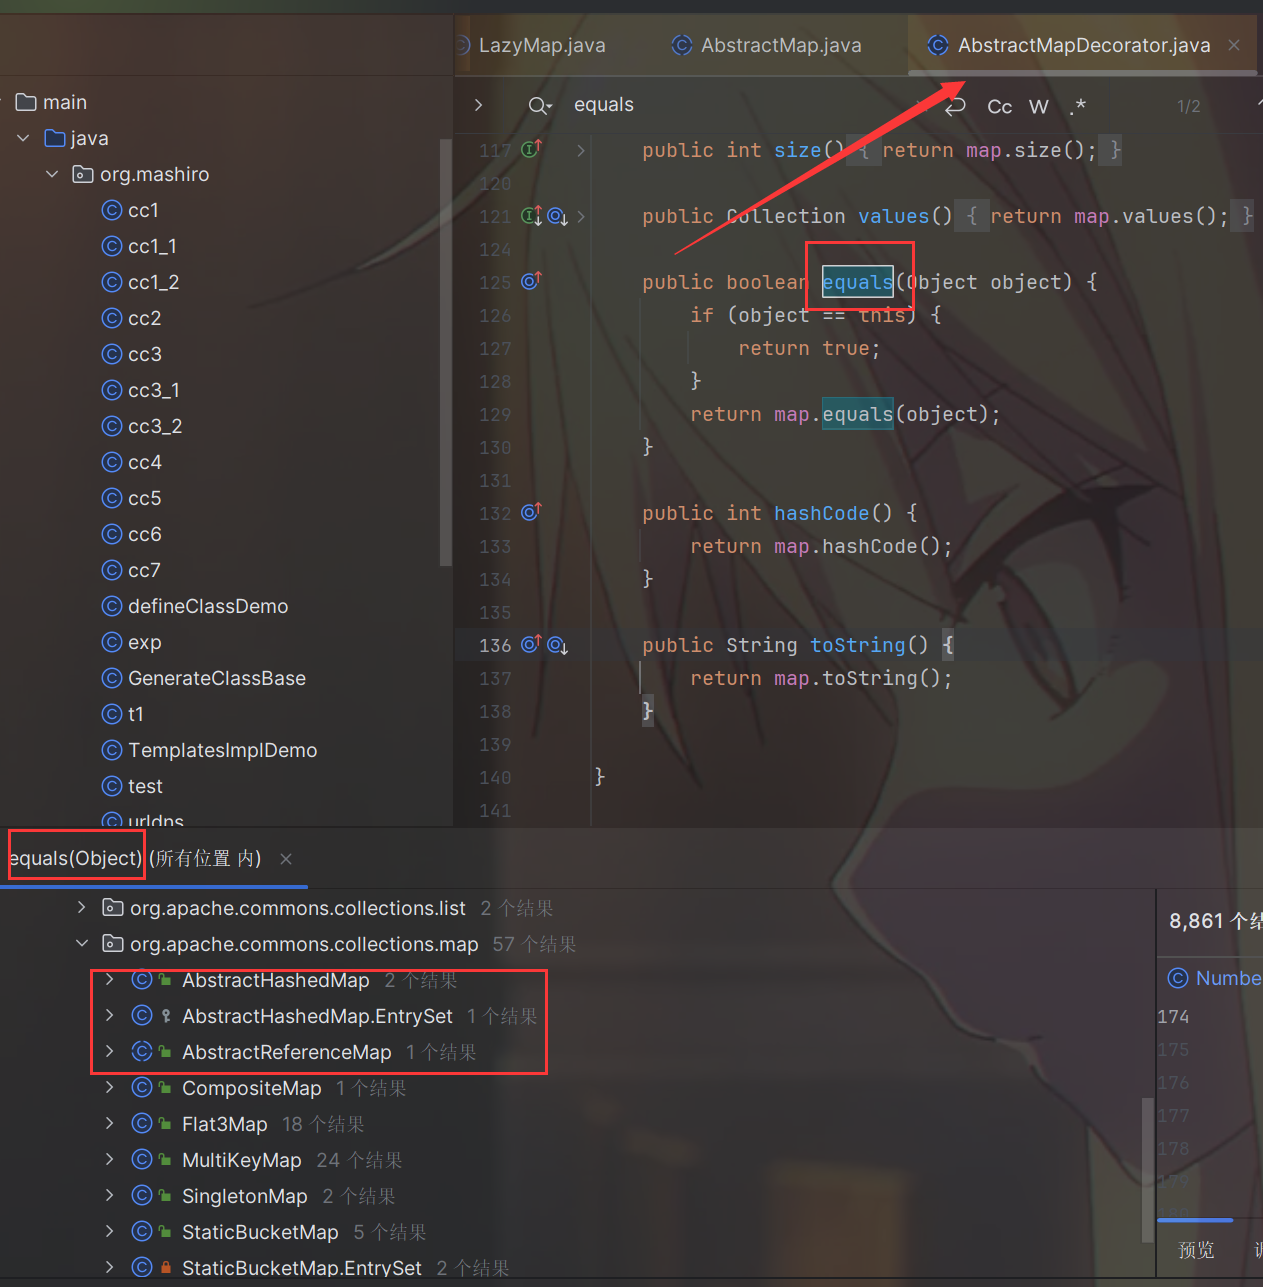 LazyMap.java AbstractMap.java AbstractMapDecorator.java
main
java
org.mashiro
cc1
cc1_1
cc1_2
cc2
cc3
cc3_1
cc3_2
cc4
cc5
cc6
cc7
defineClassDemo
exp
GenerateClassBase
t1
TemplatesImplDemo
test
urldns
equals Cc W .* 1/2
117 public int size() { return map.size(); }
120
121 public Collection values() { return map.values(); }
124
125 public boolean equals(Object object) {
126 if (object == this) {
127 return true;
128 }
129 return map.equals(object);
130 }
131
132 public int hashCode() {
133 return map.hashCode();
134 }
135
136 public String toString() {
137 return map.toString();
138 }
139
140 }
141
equals(Object) (所有位置 内)
org.apache.commons.collections.list 2 个结果
org.apache.commons.collections.map 57 个结果
AbstractHashedMap 2 个结果
AbstractHashedMap.EntrySet 1 个结果
AbstractReferenceMap 1 个结果
CompositeMap 1 个结果
Flat3Map 18 个结果
MultiKeyMap 24 个结果
SingletonMap 2 个结果
StaticBucketMap 5 个结果
StaticBucketMap.EntrySet 2 个结果
8,861 个结
Numbe
174
175
176
177
178
179
预览